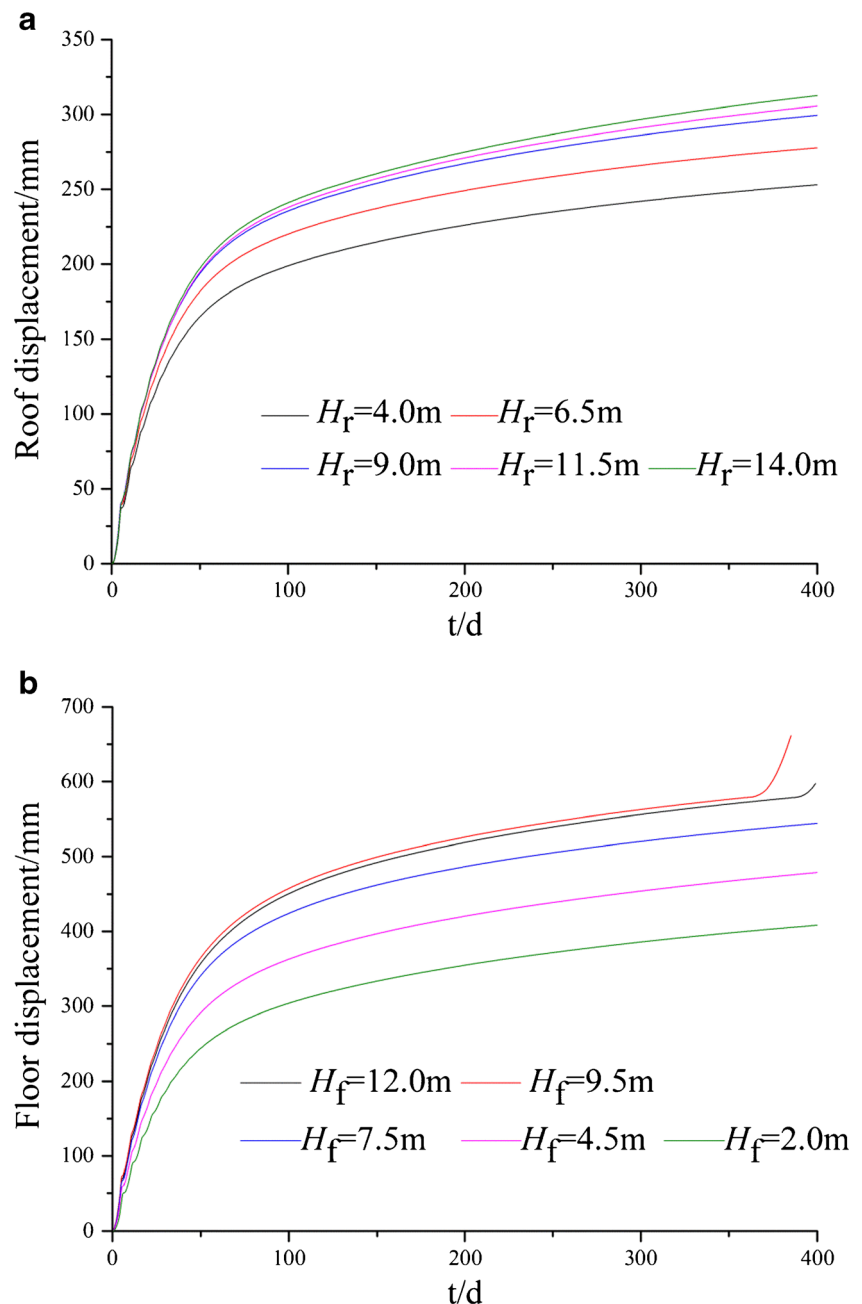 a
350
300
250
200
150
100
50
0
Roof displacement/mm
Hr=4.0m Hr=6.5m
Hr=9.0m Hr=11.5m Hr=14.0m
0 100 200 300 400
t/d
b
700
600
500
400
300
200
100
0
Floor displacement/mm
Hf=12.0m Hf=9.5m
Hf=7.5m Hf=4.5m Hf=2.0m
0 100 200 300 400
t/d